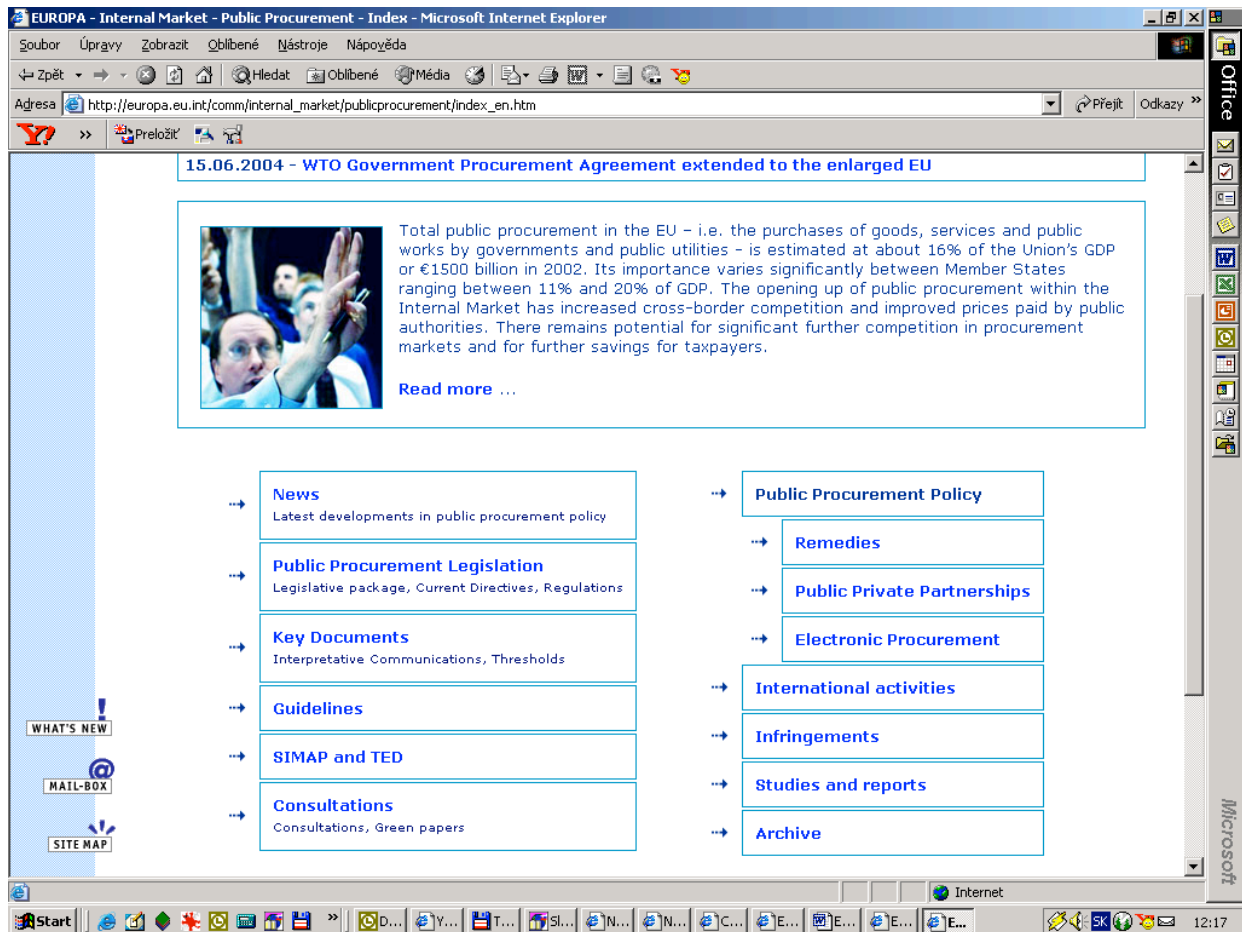 EUROPA - Internal Market - Public Procurement - Index - Microsoft Internet Explorer
Soubor Úpravy Zobrazit Oblíbené Nástroje Nápověda
Zpět Hledat Oblíbené Média
Adresa http://europa.eu.int/comm/internal_market/publicprocurement/index_en.htm Přejít Odkazy »
Y! » Preložiť
Office
15.06.2004 - WTO Government Procurement Agreement extended to the enlarged EU
Total public procurement in the EU – i.e. the purchases of goods, services and public
works by governments and public utilities - is estimated at about 16% of the Union's GDP
or €1500 billion in 2002. Its importance varies significantly between Member States
ranging between 11% and 20% of GDP. The opening up of public procurement within the
Internal Market has increased cross-border competition and improved prices paid by public
authorities. There remains potential for significant further competition in procurement
markets and for further savings for taxpayers.
Read more ...
News
Latest developments in public procurement policy
Public Procurement Legislation
Legislative package, Current Directives, Regulations
Key Documents
Interpretative Communications, Thresholds
Guidelines
SIMAP and TED
Consultations
Consultations, Green papers
Public Procurement Policy
Remedies
Public Private Partnerships
Electronic Procurement
International activities
Infringements
Studies and reports
Archive
!
WHAT'S NEW
@
MAIL-BOX
SITE MAP
Microsoft
Internet
Start » D... Y... T... Sl... N... N... C... E... E... E... E... SK 12:17